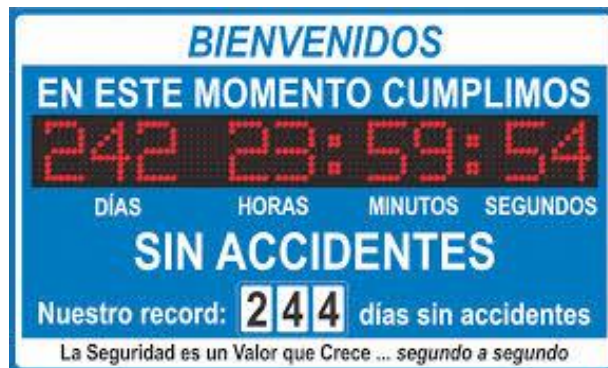 BIENVENIDOS
EN ESTE MOMENTO CUMPLIMOS
242 23:59:54
DÍAS HORAS MINUTOS SEGUNDOS
SIN ACCIDENTES
Nuestro record: 244 días sin accidentes
La Seguridad es un Valor que Crece ... segundo a segundo